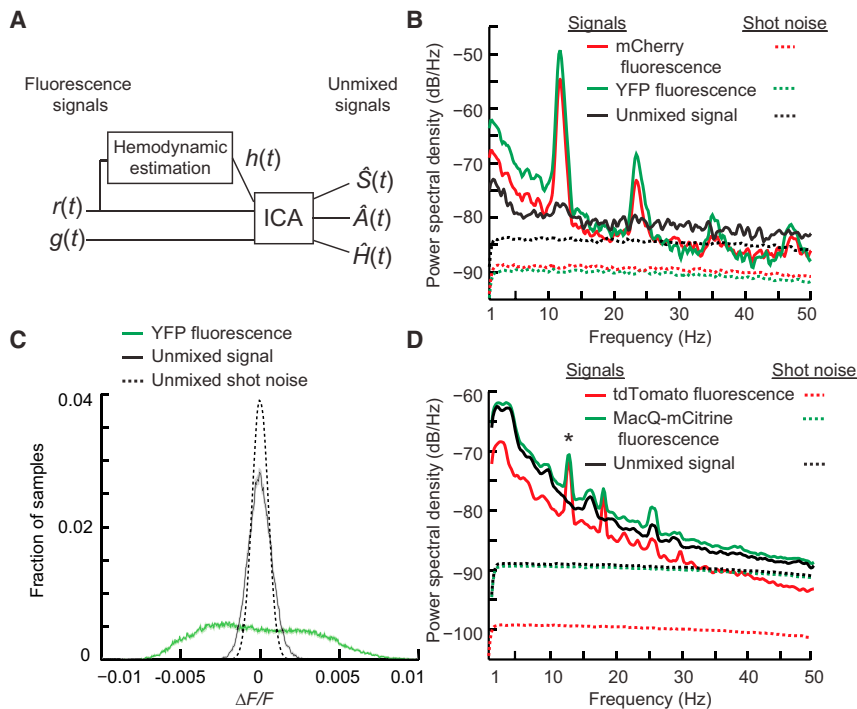 A
Fluorescence
signals
Unmixed
signals
Hemodynamic
estimation
h(t)
r(t)
g(t)
ICA
Ŝ(t)
Â(t)
Ĥ(t)
B
Signals
Shot noise
mCherry
fluorescence
YFP fluorescence
Unmixed signal
Power spectral density (dB/Hz)
−50
−60
−70
−80
−90
1 10 20 30 40 50
Frequency (Hz)
C
YFP fluorescence
Unmixed signal
Unmixed shot noise
Fraction of samples
0.04
0.02
0
−0.01 −0.005 0 0.005 0.01
ΔF/F
D
Signals
Shot noise
tdTomato fluorescence
MacQ-mCitrine
fluorescence
Unmixed signal
*
Power spectral density (dB/Hz)
−60
−70
−80
−90
−100
1 10 20 30 40 50
Frequency (Hz)